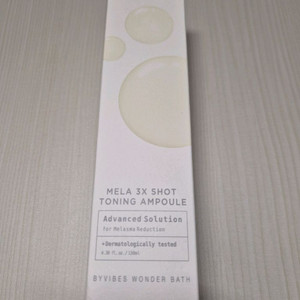 MELA 3X SHOT
TONING AMPOULE
Advanced Solution
For Melasma Reduction
+Dermatologically tested
BYVIBES WONDER BATH